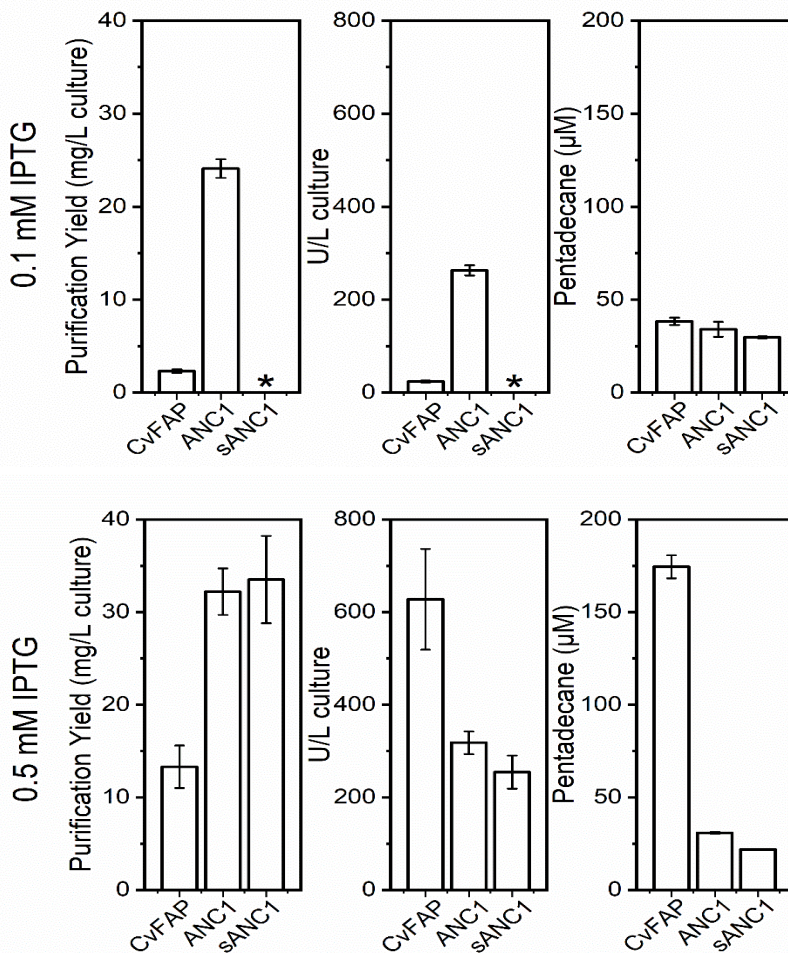 0.1 mM IPTG
Purification Yield (mg/L culture)
40
30
20
10
0
*
CvFAP
ANC1
sANC1
U/L culture
800
600
400
200
0
*
CvFAP
ANC1
sANC1
Pentadecane (µM)
200
150
100
50
0
CvFAP
ANC1
sANC1
0.5 mM IPTG
Purification Yield (mg/L culture)
40
30
20
10
0
CvFAP
ANC1
sANC1
U/L culture
800
600
400
200
0
CvFAP
ANC1
sANC1
Pentadecane (µM)
200
150
100
50
0
CvFAP
ANC1
sANC1